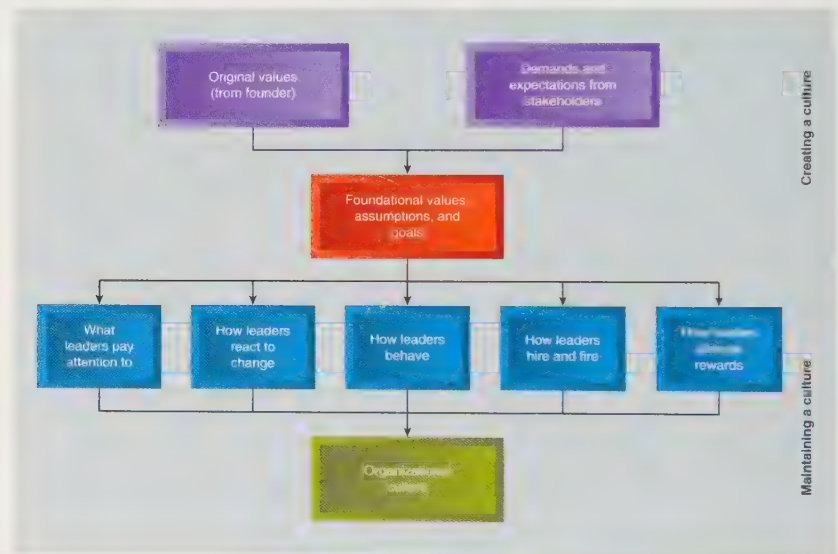 Original values
(from founder)
Demands and
expectations from
stakeholders
Creating a culture
Foundational values
assumptions, and
goals
What
leaders pay
attention to
How leaders
react to
change
How leaders
behave
How leaders
hire and fire
rewards
Maintaining a culture
Organizational
culture